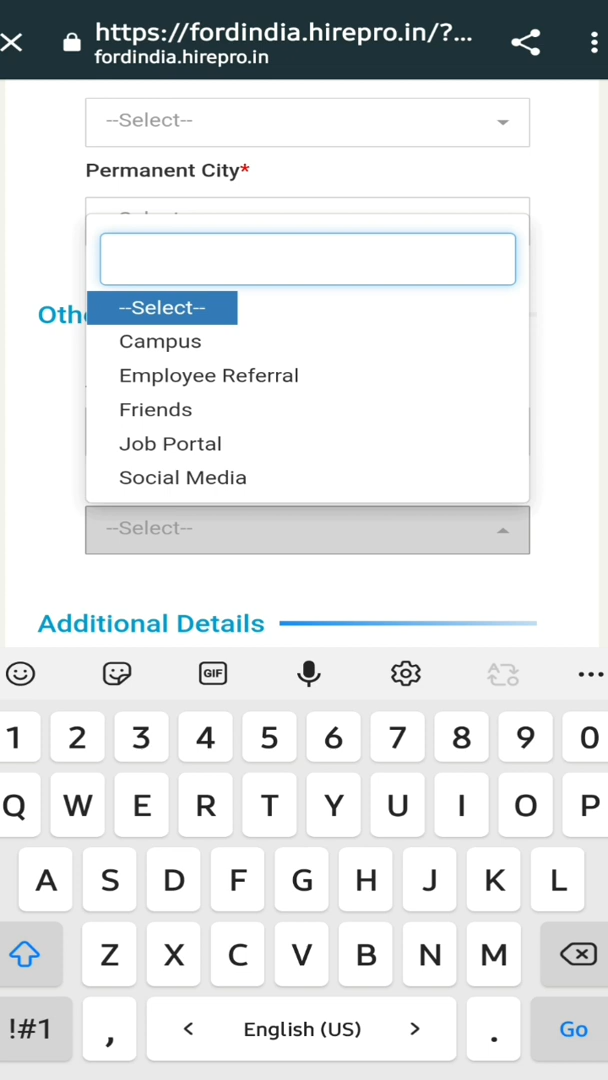 https://fordindia.hirepro.in/?...
fordindia.hirepro.in
--Select--
Permanent City*
--Select--
Campus
Employee Referral
Friends
Job Portal
Social Media
--Select--
Additional Details
GIF
1 2 3 4 5 6 7 8 9 0
Q W E R T Y U I O P
A S D F G H J K L
Z X C V B N M
!#1 , < English (US) > . Go